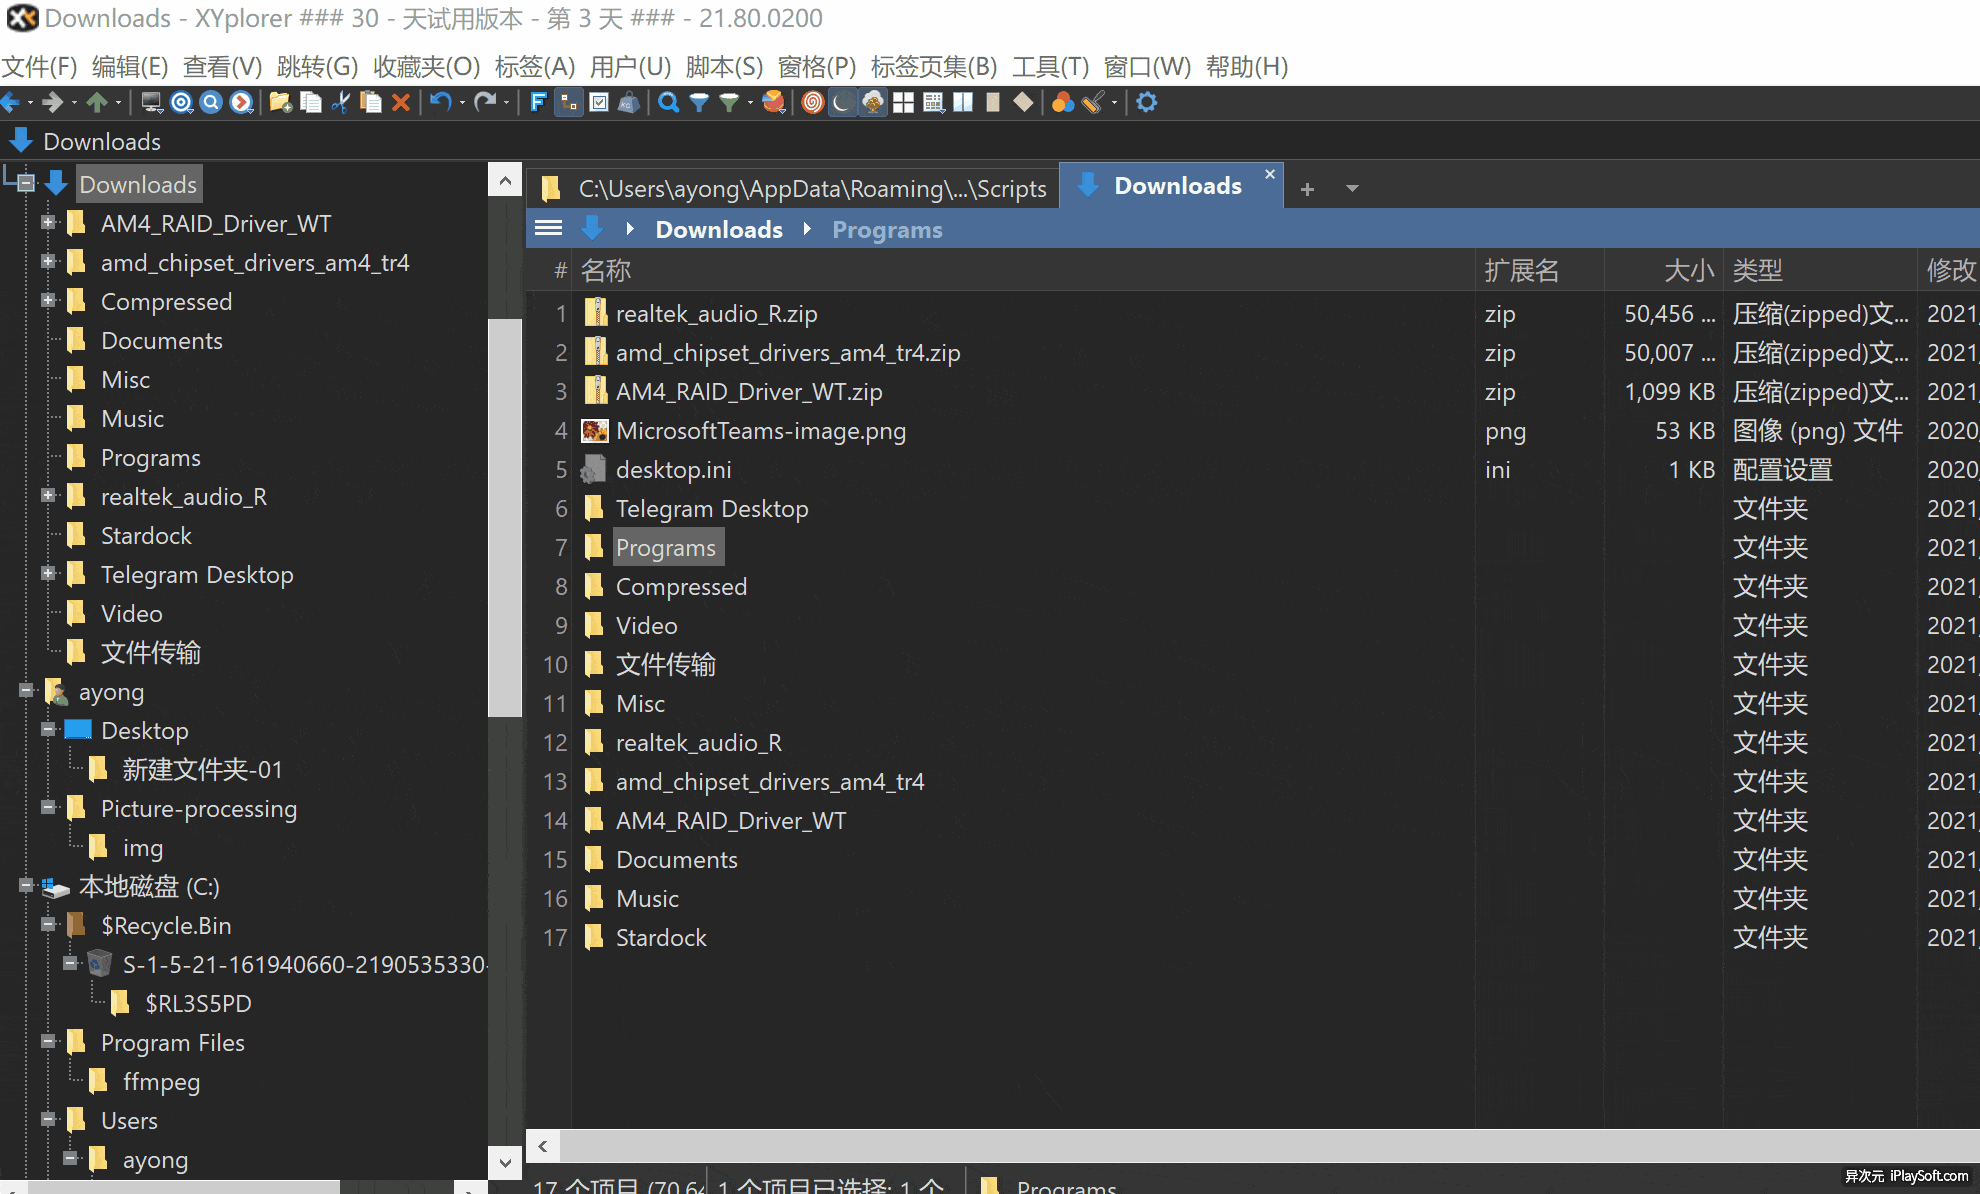 Downloads - XYplorer ### 30 - 天试用版本 - 第 3 天 ### - 21.80.0200
文件(F) 编辑(E) 查看(V) 跳转(G) 收藏夹(O) 标签(A) 用户(U) 脚本(S) 窗格(P) 标签页集(B) 工具(T) 窗口(W) 帮助(H)
Downloads
Downloads
AM4_RAID_Driver_WT
amd_chipset_drivers_am4_tr4
Compressed
Documents
Misc
Music
Programs
realtek_audio_R
Stardock
Telegram Desktop
Video
文件传输
ayong
Desktop
新建文件夹-01
Picture-processing
img
本地磁盘 (C:)
$Recycle.Bin
S-1-5-21-161940660-2190535330-
$RL3S5PD
Program Files
ffmpeg
Users
ayong
C:\Users\ayong\AppData\Roaming\...\Scripts Downloads
Downloads Programs
# 名称 扩展名 大小 类型 修改
1 realtek_audio_R.zip zip 50,456 ... 压缩(zipped)文... 2021
2 amd_chipset_drivers_am4_tr4.zip zip 50,007 ... 压缩(zipped)文... 2021
3 AM4_RAID_Driver_WT.zip zip 1,099 KB 压缩(zipped)文... 2021
4 MicrosoftTeams-image.png png 53 KB 图像 (png) 文件 2020
5 desktop.ini ini 1 KB 配置设置 2020
6 Telegram Desktop 文件夹 2021
7 Programs 文件夹 2021
8 Compressed 文件夹 2021
9 Video 文件夹 2021
10 文件传输 文件夹 2021
11 Misc 文件夹 2021
12 realtek_audio_R 文件夹 2021
13 amd_chipset_drivers_am4_tr4 文件夹 2021
14 AM4_RAID_Driver_WT 文件夹 2021
15 Documents 文件夹 2021
16 Music 文件夹 2021
17 Stardock 文件夹 2021
17 个项目 (70.64 1 个项目已选择: 1 个 Programs
异次元 iPlaySoft.com